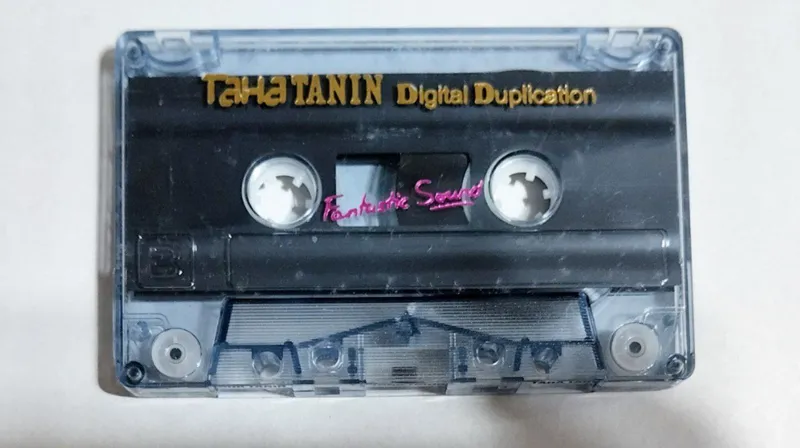 TaHa TANIN Digital Duplication
Fantastic Sound
B